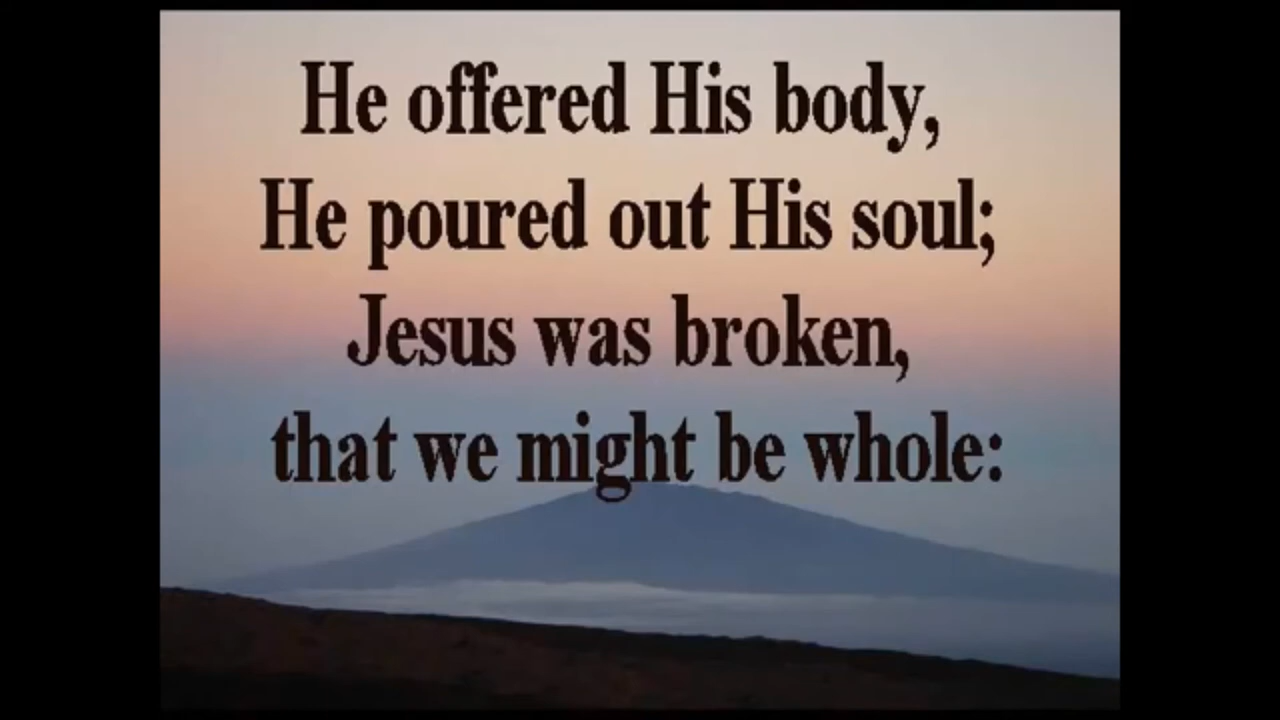 He offered His body,
He poured out His soul;
Jesus was broken,
that we might be whole: